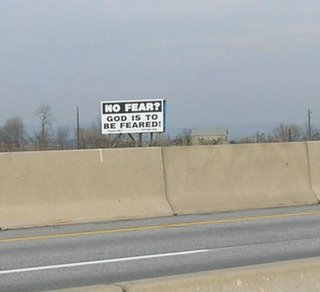 NO FEAR?
GOD IS TO
BE FEARED!